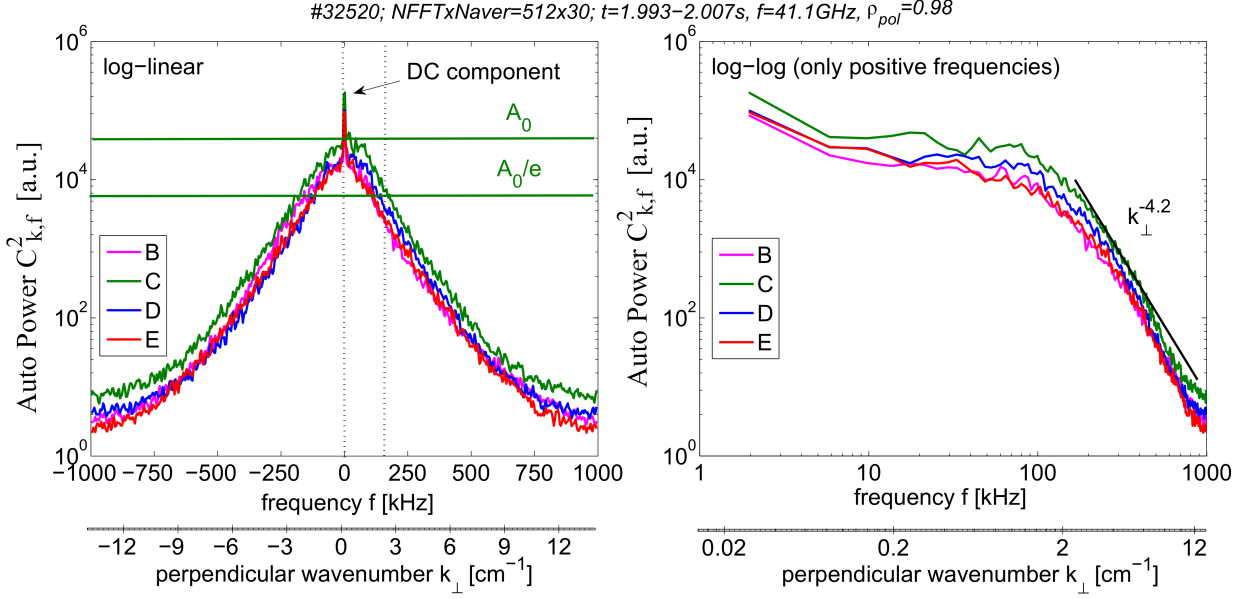 #32520; NFFTxNaver=512x30; t=1.993−2.007s, f=41.1GHz, ρpol=0.98
log−linear
DC component
A0
A0/e
B
C
D
E
10^6
10^4
10^2
10^0
Auto Power C^2_k,f [a.u.]
−1000 −750 −500 −250 0 250 500 750 1000
frequency f [kHz]
−12 −9 −6 −3 0 3 6 9 12
perpendicular wavenumber k⊥ [cm^−1]
log−log (only positive frequencies)
k⊥^-4.2
B
C
D
E
10^6
10^4
10^2
10^0
Auto Power C^2_k,f [a.u.]
1 10 100 1000
frequency f [kHz]
0.02 0.2 2 12
perpendicular wavenumber k⊥ [cm^−1]